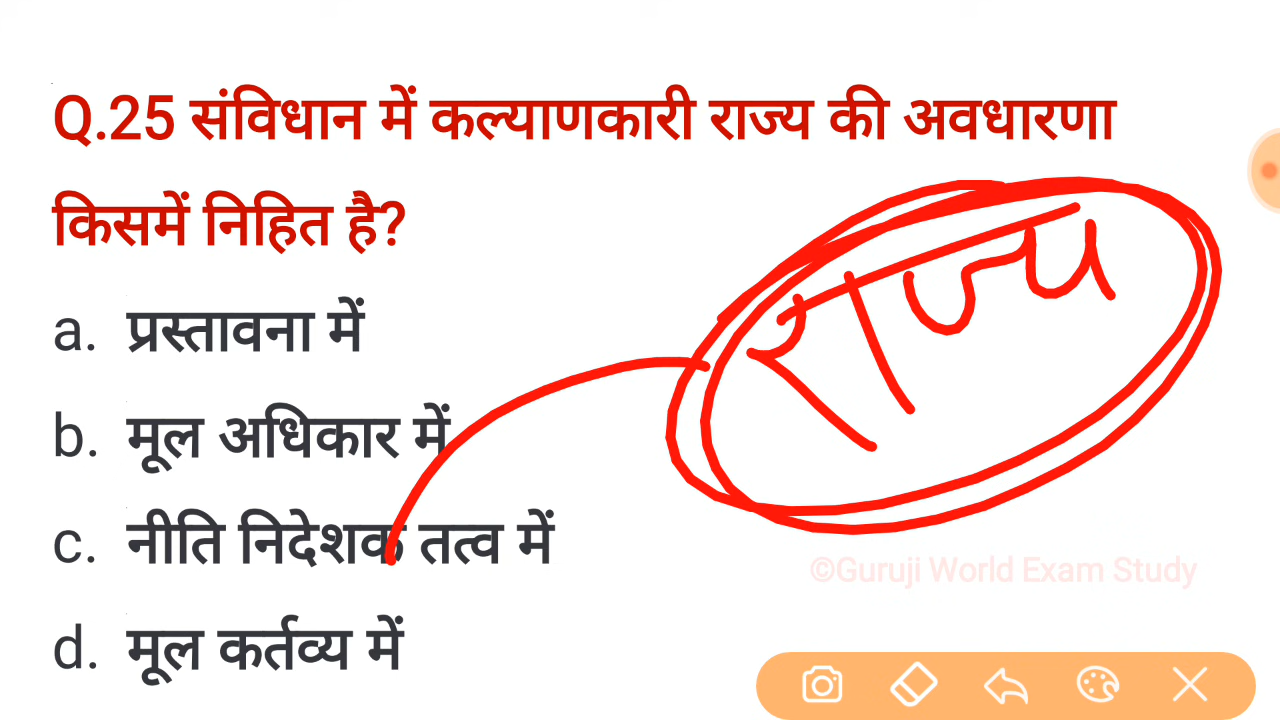 Q.25 संविधान में कल्याणकारी राज्य की अवधारणा
किसमें निहित है?
राज्य
a. प्रस्तावना में
b. मूल अधिकार में
c. नीति निदेशक तत्व में
d. मूल कर्तव्य में
©Guruji World Exam Study